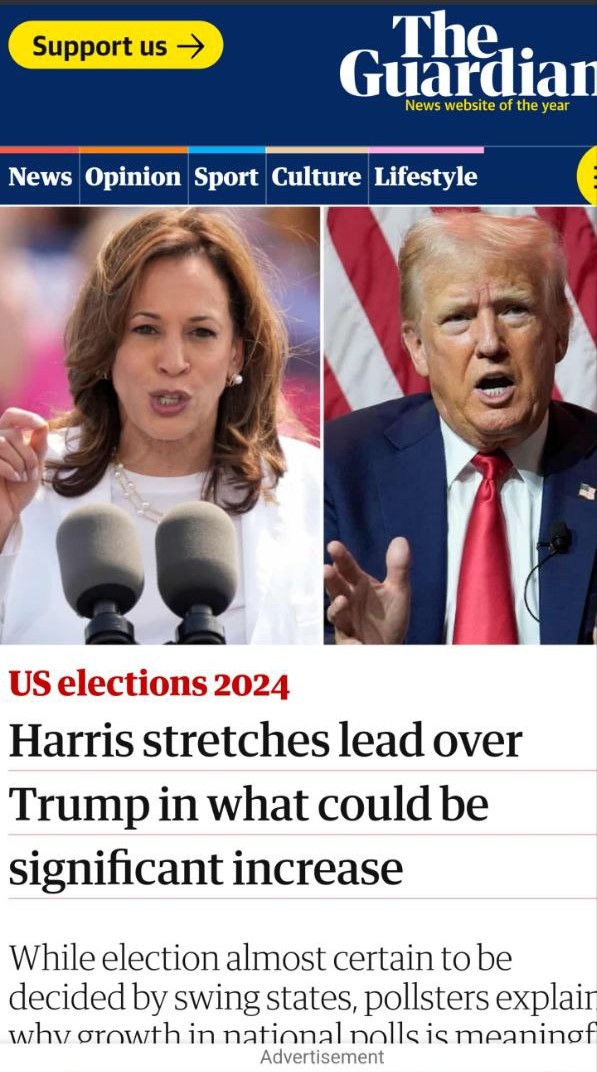 Support us →
The
Guardian
News website of the year
News Opinion Sport Culture Lifestyle
US elections 2024
Harris stretches lead over
Trump in what could be
significant increase
While election almost certain to be
decided by swing states, pollsters explain
why growth in national polls is meaningf
Advertisement